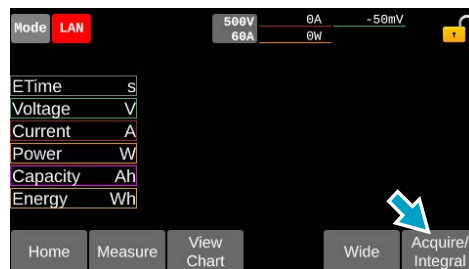 Mode LAN 500V 0A -50mV
60A 0W
ETime s
Voltage V
Current A
Power W
Capacity Ah
Energy Wh
Home Measure View Chart Wide Acquire/ Integral